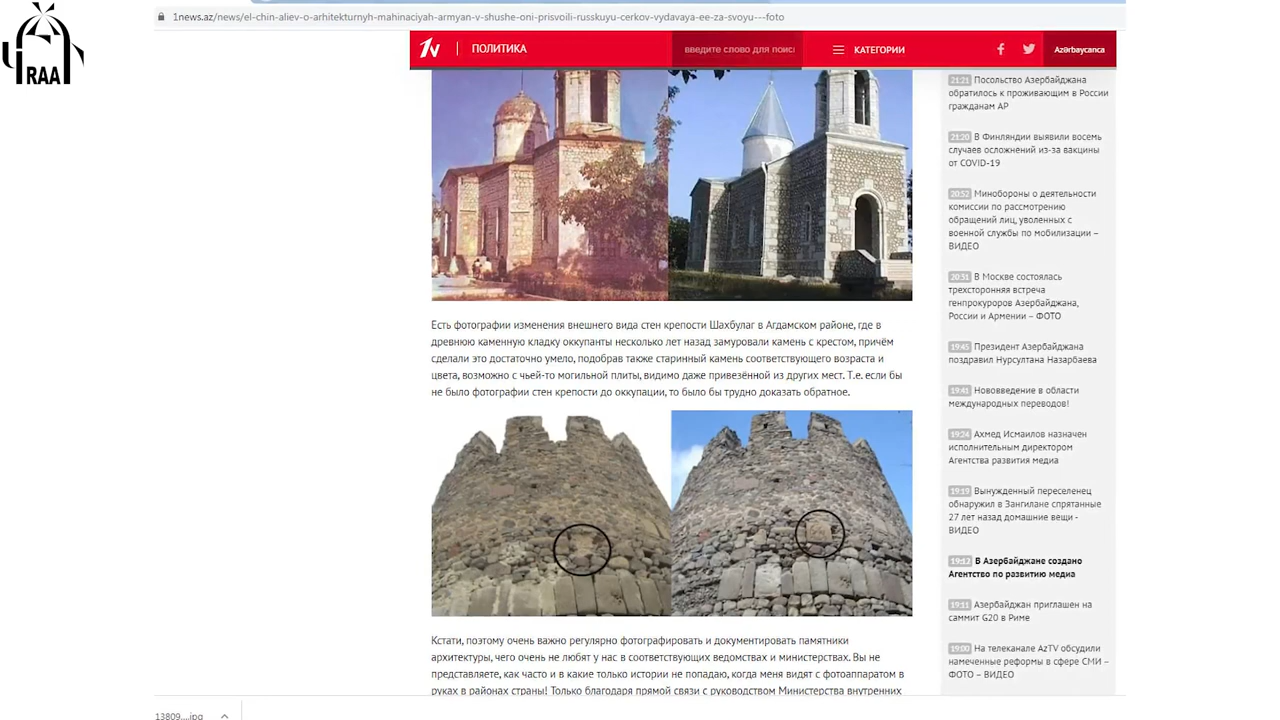 1news.az/news/el-chin-aliev-o-arhitekturnyh-mahinaciyah-armyan-v-shushe-oni-prisvoili-russkuyu-cerkov-vydavaya-ee-za-svoyu---foto
RAA
ПОЛИТИКА
введите слово для поиск
КАТЕГОРИИ
Azərbaycanca
Есть фотографии изменения внешнего вида стен крепости Шахбулаг в Агдамском районе, где в
древнюю каменную кладку оккупанты несколько лет назад замуровали камень с крестом, причём
сделали это достаточно умело, подобрав также старинный камень соответствующего возраста и
цвета, возможно с чьей-то могильной плиты, видимо даже привезённой из других мест. Т.е. если бы
не было фотографии стен крепости до оккупации, то было бы трудно доказать обратное.
Кстати, поэтому очень важно регулярно фотографировать и документировать памятники
архитектуры, чего очень не любят у нас в соответствующих ведомствах и министерствах. Вы не
представляете, как часто и в какие только истории не попадаю, когда меня видят с фотоаппаратом в
руках в районах страны! Только благодаря прямой связи с руководством Министерства внутренних
21:21 Посольство Азербайджана
обратилось к проживающим в России
гражданам АР
21:20 В Финляндии выявили восемь
случаев осложнений из-за вакцины
от COVID-19
20:52 Минобороны о деятельности
комиссии по рассмотрению
обращений лиц, уволенных с
военной службы по мобилизации –
ВИДЕО
20:31 В Москве состоялась
трехсторонняя встреча
генпрокуроров Азербайджана,
России и Армении – ФОТО
19:45 Президент Азербайджана
поздравил Нурсултана Назарбаева
19:41 Нововведение в области
международных переводов!
19:24 Ахмед Исмаилов назначен
исполнительным директором
Агентства развития медиа
19:19 Вынужденный переселенец
обнаружил в Зангилане спрятанные
27 лет назад домашние вещи -
ВИДЕО
19:17 В Азербайджане создано
Агентство по развитию медиа
19:11 Азербайджан приглашен на
саммит G20 в Риме
19:00 На телеканале AzTV обсудили
намеченные реформы в сфере СМИ –
ФОТО – ВИДЕО
13809....jpg